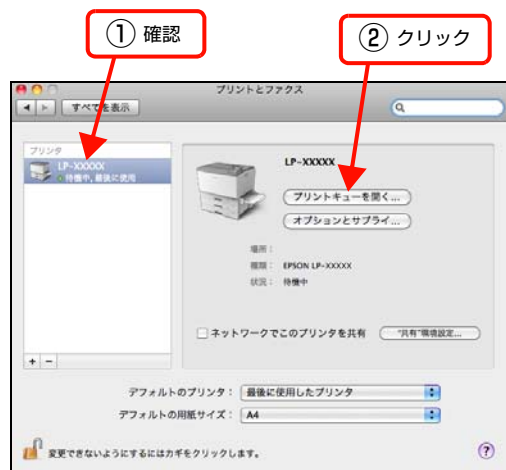 ① 確認
② クリック
プリントとファクス
すべてを表示
プリンタ
LP-XXXXX
待機中, 最後に使用
LP-XXXXX
プリントキューを開く...
オプションとサプライ...
場所：
種類： EPSON LP-XXXXX
状況： 待機中
ネットワークでこのプリンタを共有
"共有"環境設定...
+ −
デフォルトのプリンタ： 最後に使用したプリンタ
デフォルトの用紙サイズ： A4
変更できないようにするにはカギをクリックします。
?